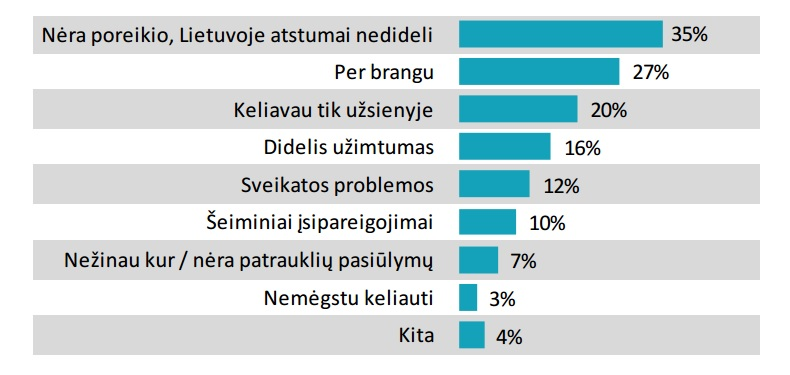 Nėra poreikio, Lietuvoje atstumai nedideli 35%
Per brangu 27%
Keliavau tik užsienyje 20%
Didelis užimtumas 16%
Sveikatos problemos 12%
Šeiminiai įsipareigojimai 10%
Nežinau kur / nėra patrauklių pasiūlymų 7%
Nemėgstu keliauti 3%
Kita 4%